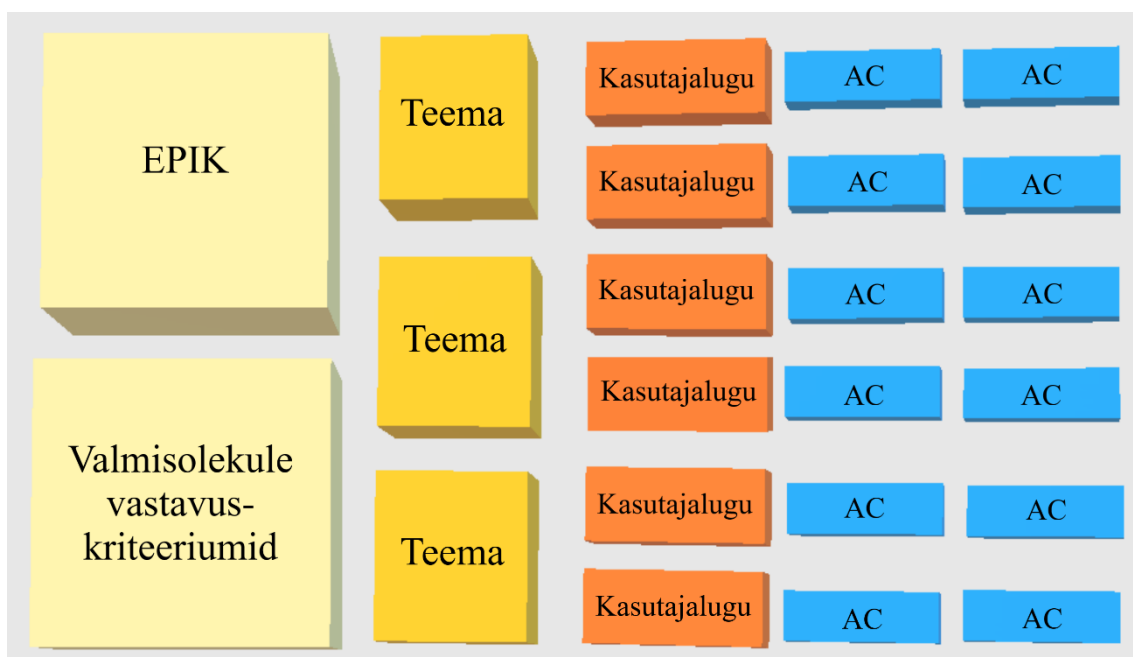 EPIK
Valmisolekule
vastavus-
kriteeriumid
Teema
Teema
Teema
Kasutajalugu AC AC
Kasutajalugu AC AC
Kasutajalugu AC AC
Kasutajalugu AC AC
Kasutajalugu AC AC
Kasutajalugu AC AC